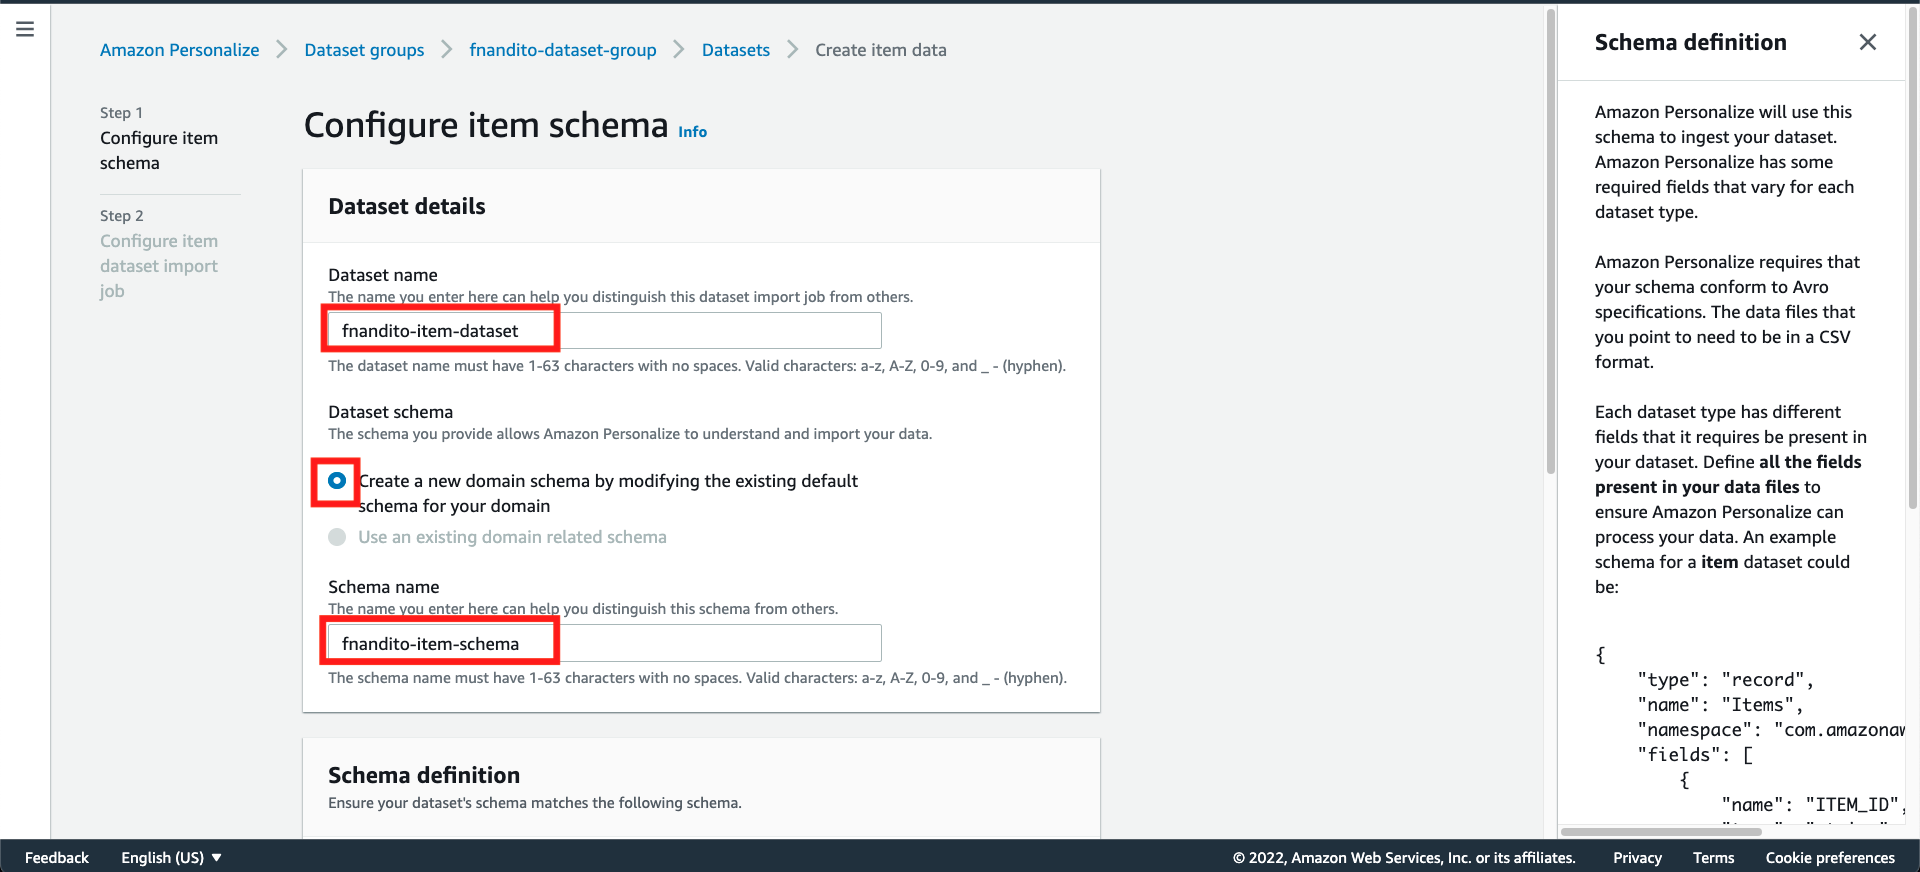 Amazon Personalize > Dataset groups > fnandito-dataset-group > Datasets > Create item data
Step 1
Configure item
schema
Step 2
Configure item
dataset import
job
Configure item schema Info
Dataset details
Dataset name
The name you enter here can help you distinguish this dataset import job from others.
fnandito-item-dataset
The dataset name must have 1-63 characters with no spaces. Valid characters: a-z, A-Z, 0-9, and _ - (hyphen).
Dataset schema
The schema you provide allows Amazon Personalize to understand and import your data.
Create a new domain schema by modifying the existing default
schema for your domain
Use an existing domain related schema
Schema name
The name you enter here can help you distinguish this schema from others.
fnandito-item-schema
The schema name must have 1-63 characters with no spaces. Valid characters: a-z, A-Z, 0-9, and _ - (hyphen).
Schema definition
Ensure your dataset's schema matches the following schema.
Schema definition
Amazon Personalize will use this
schema to ingest your dataset.
Amazon Personalize has some
required fields that vary for each
dataset type.
Amazon Personalize requires that
your schema conform to Avro
specifications. The data files that
you point to need to be in a CSV
format.
Each dataset type has different
fields that it requires be present in
your dataset. Define all the fields
present in your data files to
ensure Amazon Personalize can
process your data. An example
schema for a item dataset could
be:
{
"type": "record",
"name": "Items",
"namespace": "com.amazonaw
"fields": [
{
"name": "ITEM_ID",
Feedback English (US) ▼ © 2022, Amazon Web Services, Inc. or its affiliates. Privacy Terms Cookie preferences